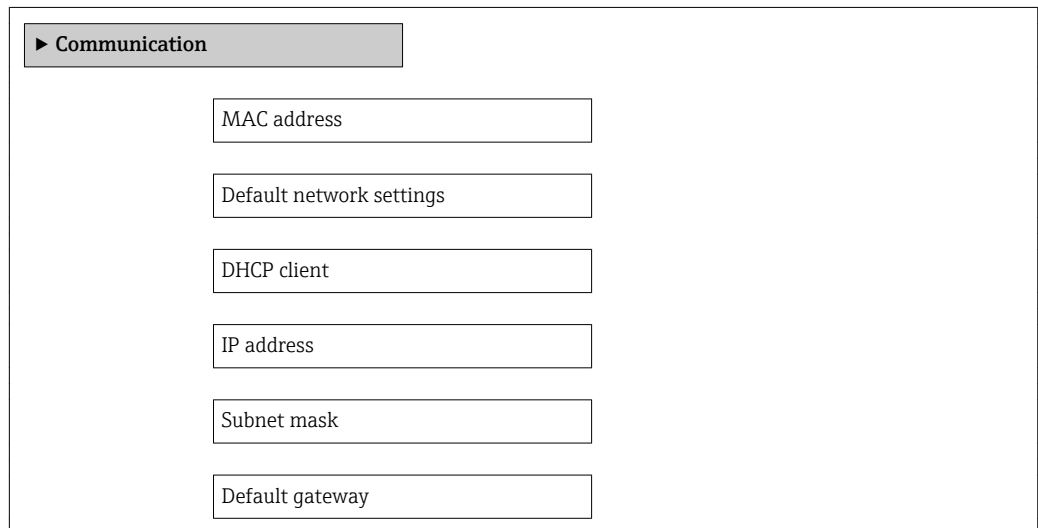 ▶ Communication
MAC address
Default network settings
DHCP client
IP address
Subnet mask
Default gateway